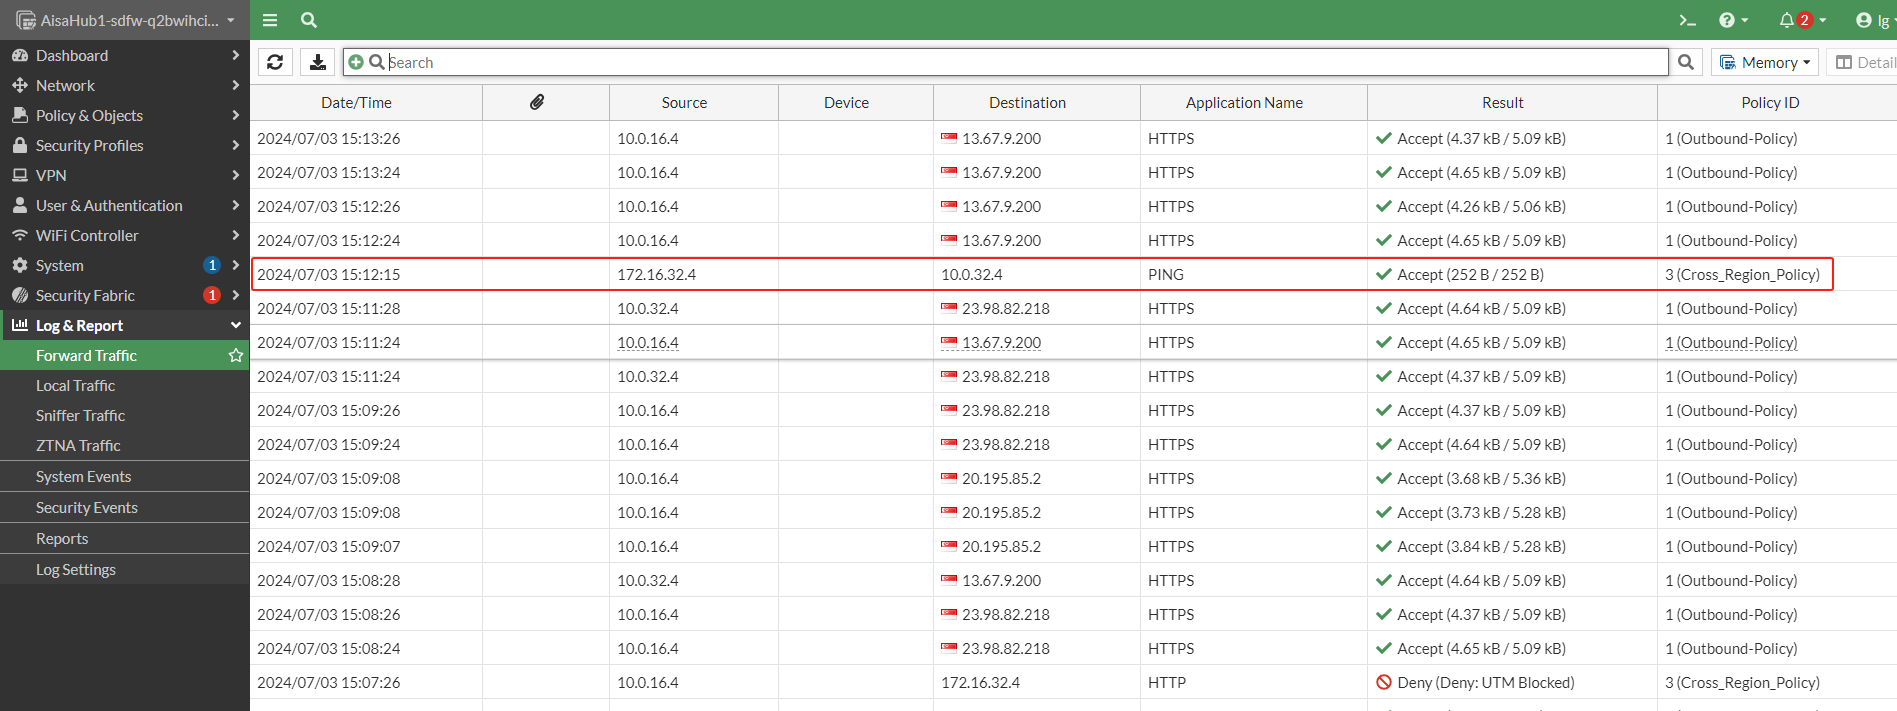 AisaHub1-sdfw-q2bwihci...
2
lg
Dashboard
Network
Policy & Objects
Security Profiles
VPN
User & Authentication
WiFi Controller
System 1
Security Fabric 1
Log & Report
Forward Traffic
Local Traffic
Sniffer Traffic
ZTNA Traffic
System Events
Security Events
Reports
Log Settings
Search
Memory
Detail
Date/Time Source Device Destination Application Name Result Policy ID
2024/07/03 15:13:26 10.0.16.4 13.67.9.200 HTTPS Accept (4.37 kB / 5.09 kB) 1 (Outbound-Policy)
2024/07/03 15:13:24 10.0.16.4 13.67.9.200 HTTPS Accept (4.65 kB / 5.09 kB) 1 (Outbound-Policy)
2024/07/03 15:12:26 10.0.16.4 13.67.9.200 HTTPS Accept (4.26 kB / 5.06 kB) 1 (Outbound-Policy)
2024/07/03 15:12:24 10.0.16.4 13.67.9.200 HTTPS Accept (4.65 kB / 5.09 kB) 1 (Outbound-Policy)
2024/07/03 15:12:15 172.16.32.4 10.0.32.4 PING Accept (252 B / 252 B) 3 (Cross_Region_Policy)
2024/07/03 15:11:28 10.0.32.4 23.98.82.218 HTTPS Accept (4.64 kB / 5.09 kB) 1 (Outbound-Policy)
2024/07/03 15:11:24 10.0.16.4 13.67.9.200 HTTPS Accept (4.65 kB / 5.09 kB) 1 (Outbound-Policy)
2024/07/03 15:11:24 10.0.32.4 23.98.82.218 HTTPS Accept (4.37 kB / 5.09 kB) 1 (Outbound-Policy)
2024/07/03 15:09:26 10.0.16.4 23.98.82.218 HTTPS Accept (4.37 kB / 5.09 kB) 1 (Outbound-Policy)
2024/07/03 15:09:24 10.0.16.4 23.98.82.218 HTTPS Accept (4.64 kB / 5.09 kB) 1 (Outbound-Policy)
2024/07/03 15:09:08 10.0.16.4 20.195.85.2 HTTPS Accept (3.68 kB / 5.36 kB) 1 (Outbound-Policy)
2024/07/03 15:09:08 10.0.16.4 20.195.85.2 HTTPS Accept (3.73 kB / 5.28 kB) 1 (Outbound-Policy)
2024/07/03 15:09:07 10.0.16.4 20.195.85.2 HTTPS Accept (3.84 kB / 5.28 kB) 1 (Outbound-Policy)
2024/07/03 15:08:28 10.0.32.4 13.67.9.200 HTTPS Accept (4.64 kB / 5.09 kB) 1 (Outbound-Policy)
2024/07/03 15:08:26 10.0.16.4 23.98.82.218 HTTPS Accept (4.37 kB / 5.09 kB) 1 (Outbound-Policy)
2024/07/03 15:08:24 10.0.16.4 23.98.82.218 HTTPS Accept (4.65 kB / 5.09 kB) 1 (Outbound-Policy)
2024/07/03 15:07:26 10.0.16.4 172.16.32.4 HTTP Deny (Deny: UTM Blocked) 3 (Cross_Region_Policy)